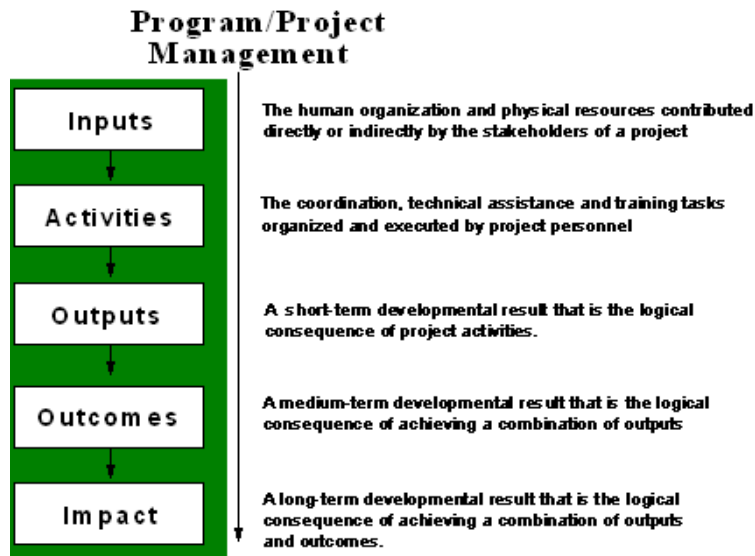 Program/Project
Management
Inputs
The human organization and physical resources contributed
directly or indirectly by the stakeholders of a project
Activities
The coordination, technical assistance and training tasks
organized and executed by project personnel
Outputs
A short-term developmental result that is the logical
consequence of project activities.
Outcomes
A medium-term developmental result that is the logical
consequence of achieving a combination of outputs
Impact
A long-term developmental result that is the logical
consequence of achieving a combination of outputs
and outcomes.